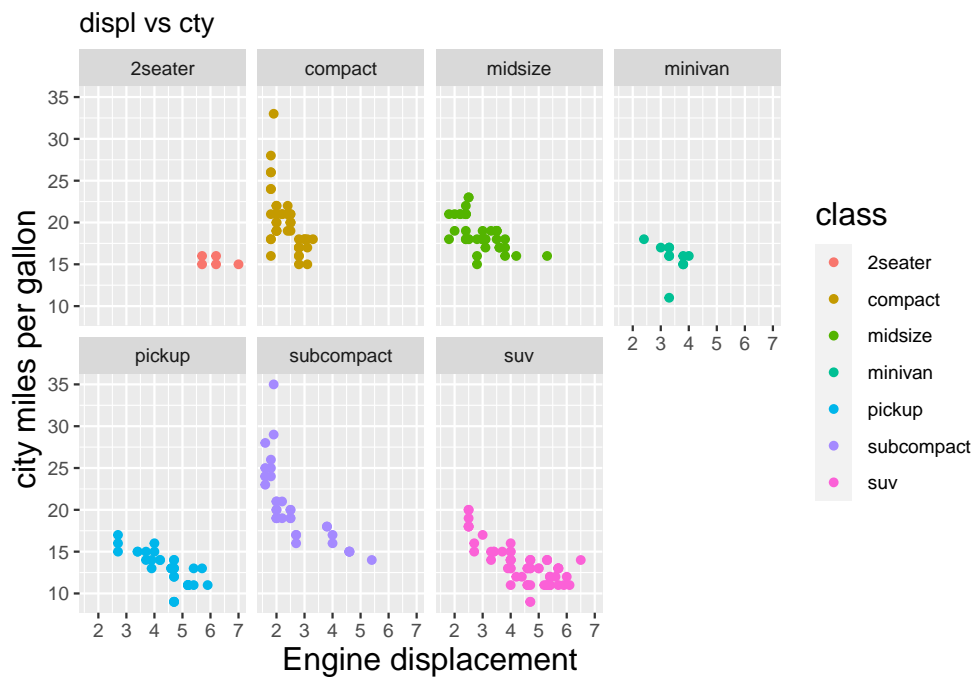 displ vs cty
2seater compact midsize minivan
35
30
25
20
15
10
2 3 4 5 6 7
pickup subcompact suv
35
30
25
20
15
10
2 3 4 5 6 7 2 3 4 5 6 7 2 3 4 5 6 7
Engine displacement
city miles per gallon
class
2seater
compact
midsize
minivan
pickup
subcompact
suv